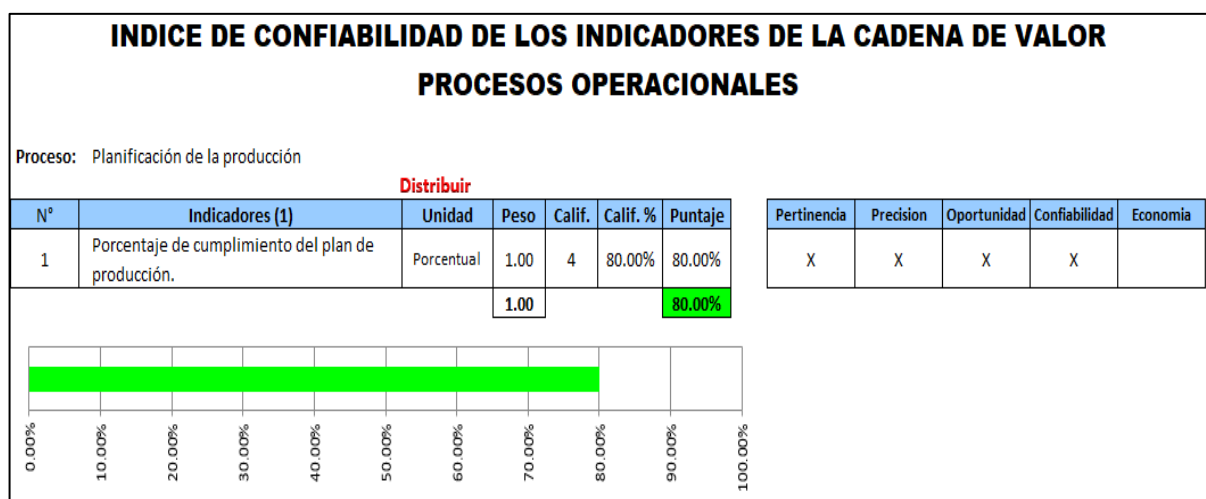 INDICE DE CONFIABILIDAD DE LOS INDICADORES DE LA CADENA DE VALOR
PROCESOS OPERACIONALES
Proceso: Planificación de la producción
Distribuir
N° Indicadores (1) Unidad Peso Calif. Calif. % Puntaje Pertinencia Precision Oportunidad Confiabilidad Economia
1 Porcentaje de cumplimiento del plan de producción. Porcentual 1.00 4 80.00% 80.00% X X X X
1.00 80.00%
0.00% 10.00% 20.00% 30.00% 40.00% 50.00% 60.00% 70.00% 80.00% 90.00% 100.00%